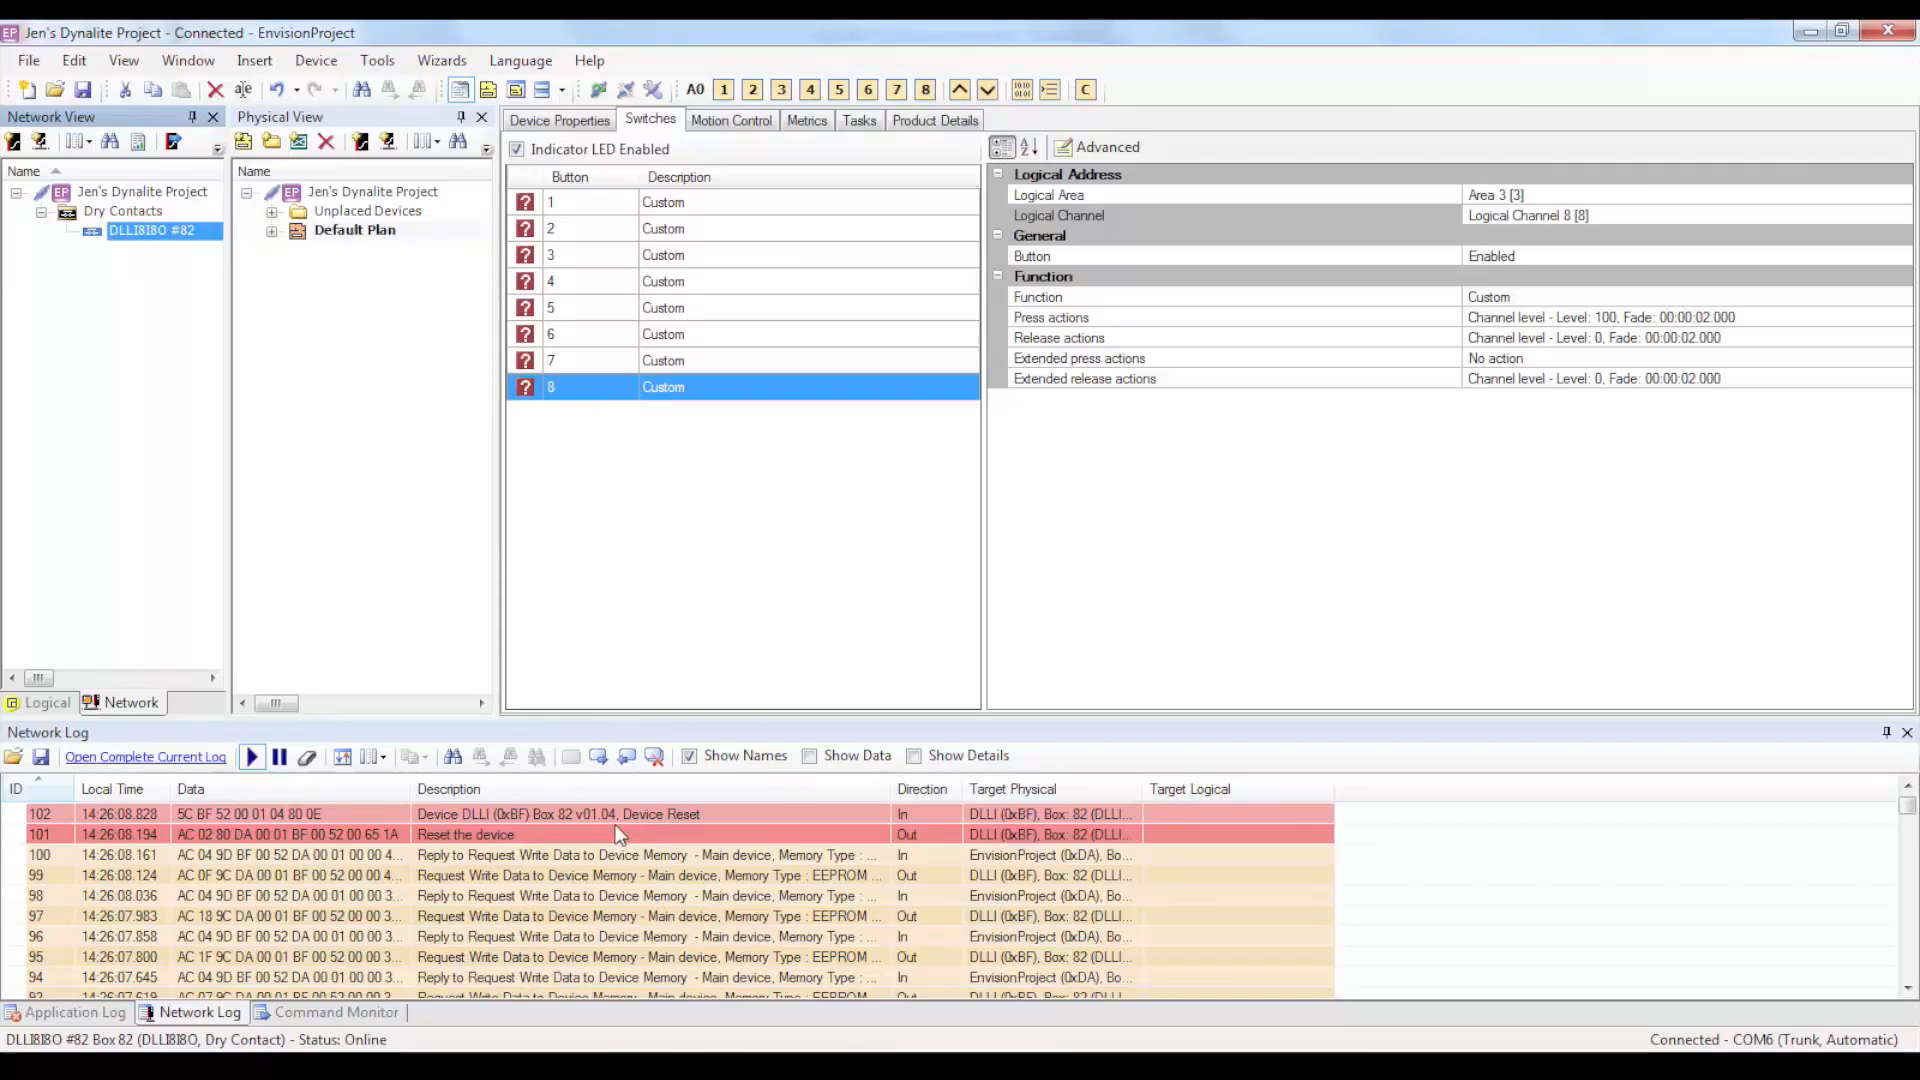 Jen's Dynalite Project - Connected - EnvisionProject
File Edit View Window Insert Device Tools Wizards Language Help
A0 1 2 3 4 5 6 7 8 C
Network View
Name
Jen's Dynalite Project
Dry Contacts
DLLI8I8O #82
Logical Network
Physical View
Name
Jen's Dynalite Project
Unplaced Devices
Default Plan
Device Properties Switches Motion Control Metrics Tasks Product Details
Indicator LED Enabled
Button Description
1 Custom
2 Custom
3 Custom
4 Custom
5 Custom
6 Custom
7 Custom
8 Custom
Advanced
Logical Address
Logical Area Area 3 [3]
Logical Channel Logical Channel 8 [8]
General
Button Enabled
Function
Function Custom
Press actions Channel level - Level: 100, Fade: 00:00:02.000
Release actions Channel level - Level: 0, Fade: 00:00:02.000
Extended press actions No action
Extended release actions Channel level - Level: 0, Fade: 00:00:02.000
Network Log
Open Complete Current Log Show Names Show Data Show Details
ID Local Time Data Description Direction Target Physical Target Logical
102 14:26:08.828 5C BF 52 00 01 04 80 0E Device DLLI (0xBF) Box 82 v01.04, Device Reset In DLLI (0xBF), Box: 82 (DLLI...
101 14:26:08.194 AC 02 80 DA 00 01 BF 00 52 00 65 1A Reset the device Out DLLI (0xBF), Box: 82 (DLLI...
100 14:26:08.161 AC 04 9D BF 00 52 DA 00 01 00 00 4... Reply to Request Write Data to Device Memory - Main device, Memory Type : ... In EnvisionProject (0xDA), Bo...
99 14:26:08.124 AC 0F 9C DA 00 01 BF 00 52 00 00 4... Request Write Data to Device Memory - Main device, Memory Type : EEPROM ... Out DLLI (0xBF), Box: 82 (DLLI...
98 14:26:08.036 AC 04 9D BF 00 52 DA 00 01 00 00 3... Reply to Request Write Data to Device Memory - Main device, Memory Type : ... In EnvisionProject (0xDA), Bo...
97 14:26:07.983 AC 18 9C DA 00 01 BF 00 52 00 00 3... Request Write Data to Device Memory - Main device, Memory Type : EEPROM ... Out DLLI (0xBF), Box: 82 (DLLI...
96 14:26:07.858 AC 04 9D BF 00 52 DA 00 01 00 00 3... Reply to Request Write Data to Device Memory - Main device, Memory Type : ... In EnvisionProject (0xDA), Bo...
95 14:26:07.800 AC 1F 9C DA 00 01 BF 00 52 00 00 3... Request Write Data to Device Memory - Main device, Memory Type : EEPROM ... Out DLLI (0xBF), Box: 82 (DLLI...
94 14:26:07.645 AC 04 9D BF 00 52 DA 00 01 00 00 3... Reply to Request Write Data to Device Memory - Main device, Memory Type : ... In EnvisionProject (0xDA), Bo...
Application Log Network Log Command Monitor
DLLI8I8O #82 Box 82 (DLLI8I8O, Dry Contact) - Status: Online Connected - COM6 (Trunk, Automatic)